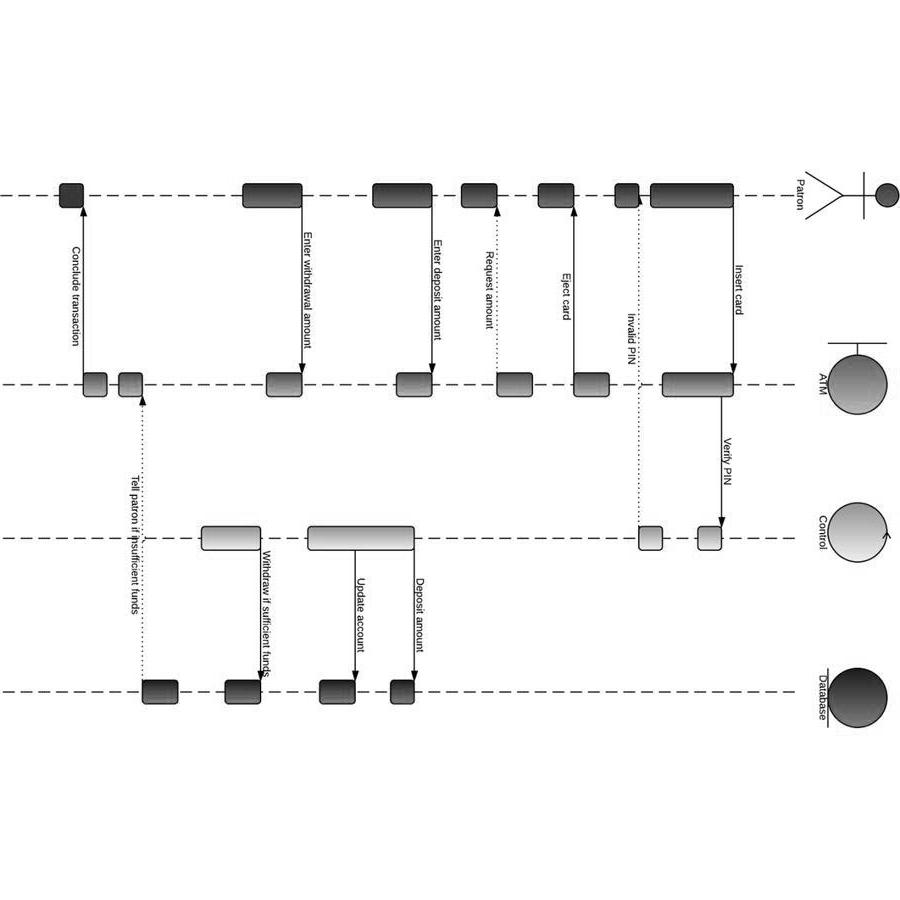 Patron
ATM
Control
Database
Insert card
Verify PIN
Invalid PIN
Eject card
Request amount
Enter deposit amount
Deposit amount
Update account
Enter withdrawal amount
Withdraw if sufficient funds
Tell patron if insufficient funds
Conclude transaction